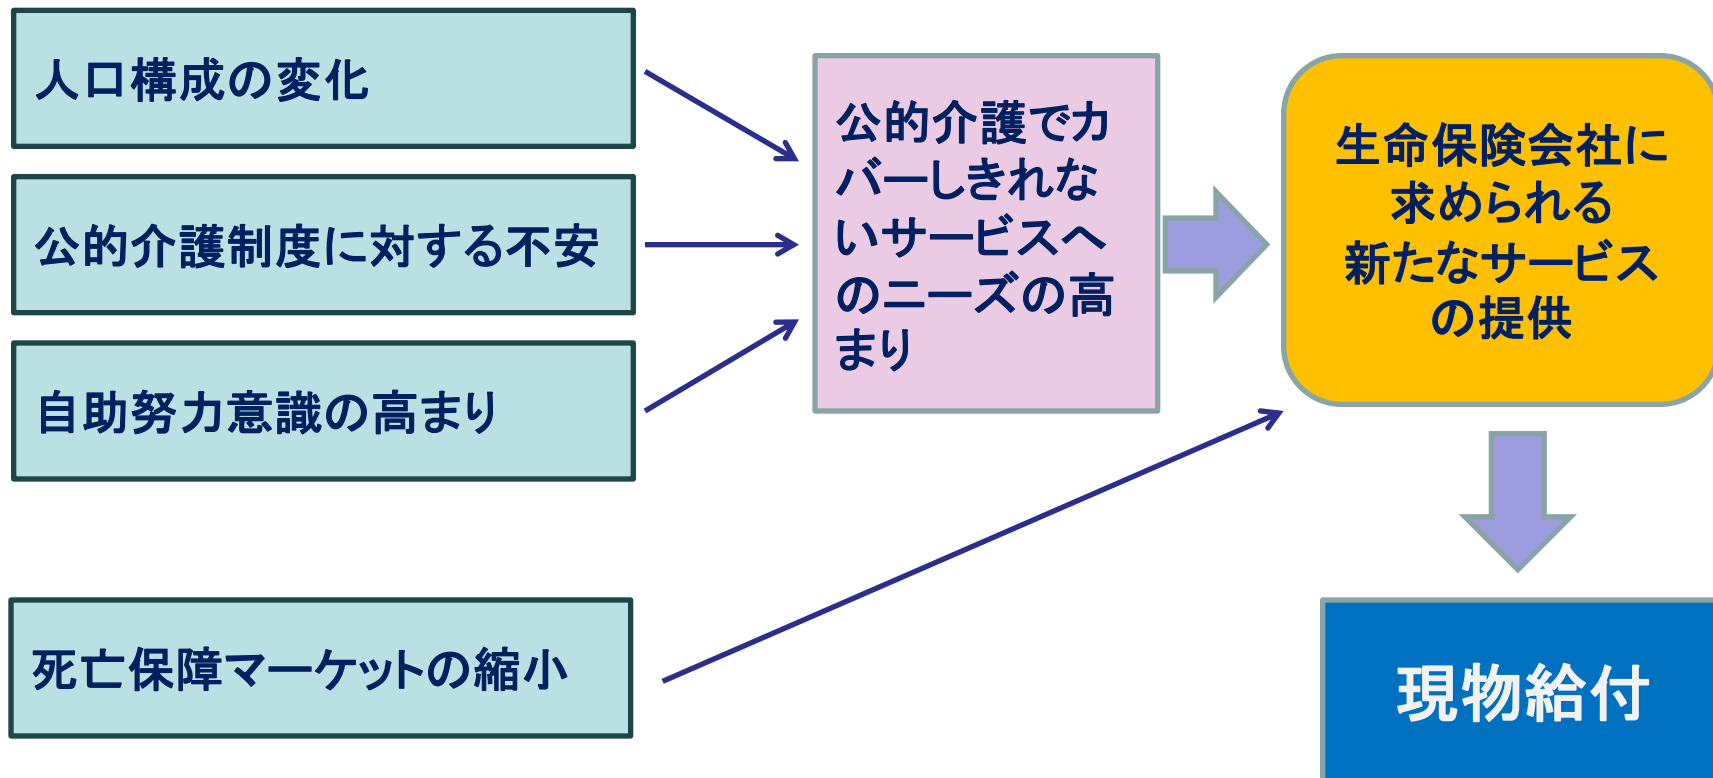 人口構成の変化
公的介護制度に対する不安
自助努力意識の高まり
死亡保障マーケットの縮小
公的介護でカ
バーしきれな
いサービスへ
のニーズの高
まり
生命保険会社に
求められる
新たなサービス
の提供
現物給付